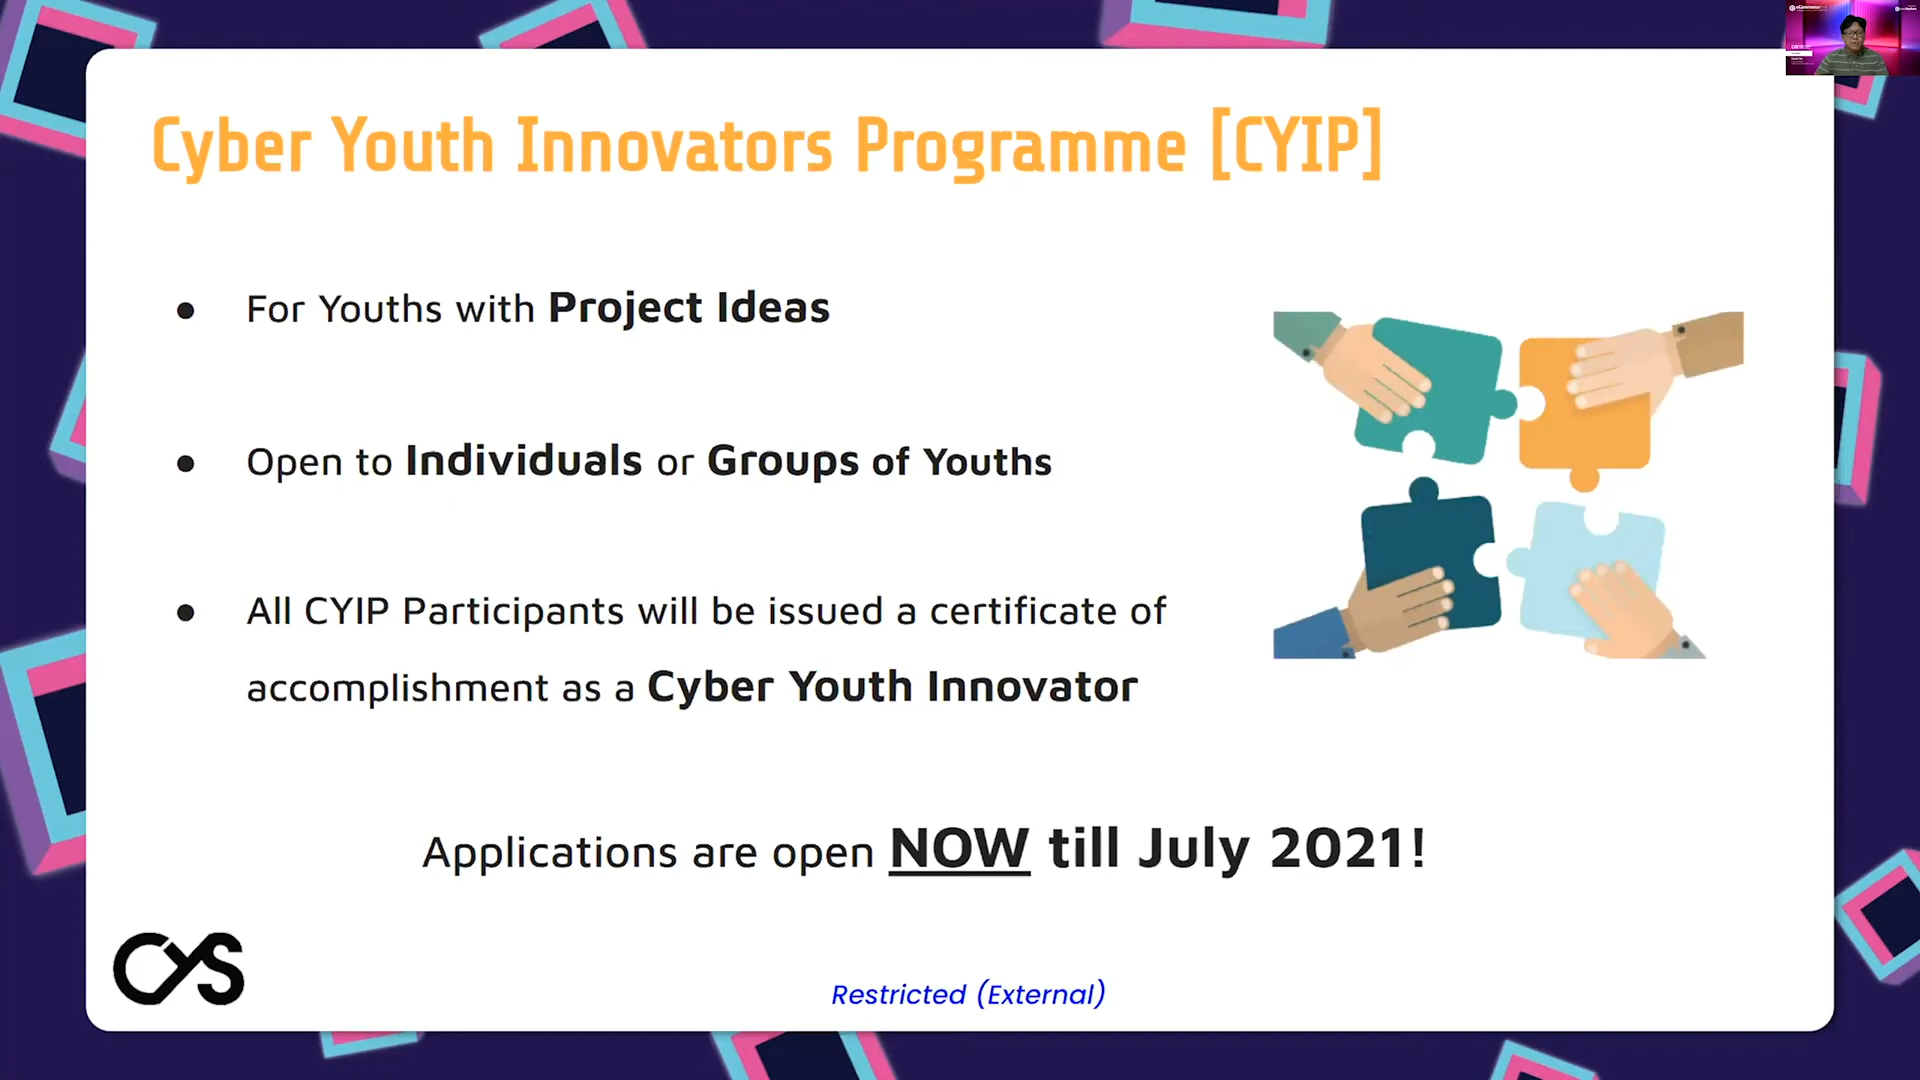 Cyber Youth Innovators Programme [CYIP]
● For Youths with Project Ideas
● Open to Individuals or Groups of Youths
● All CYIP Participants will be issued a certificate of
accomplishment as a Cyber Youth Innovator
Applications are open NOW till July 2021!
CYS
Restricted (External)